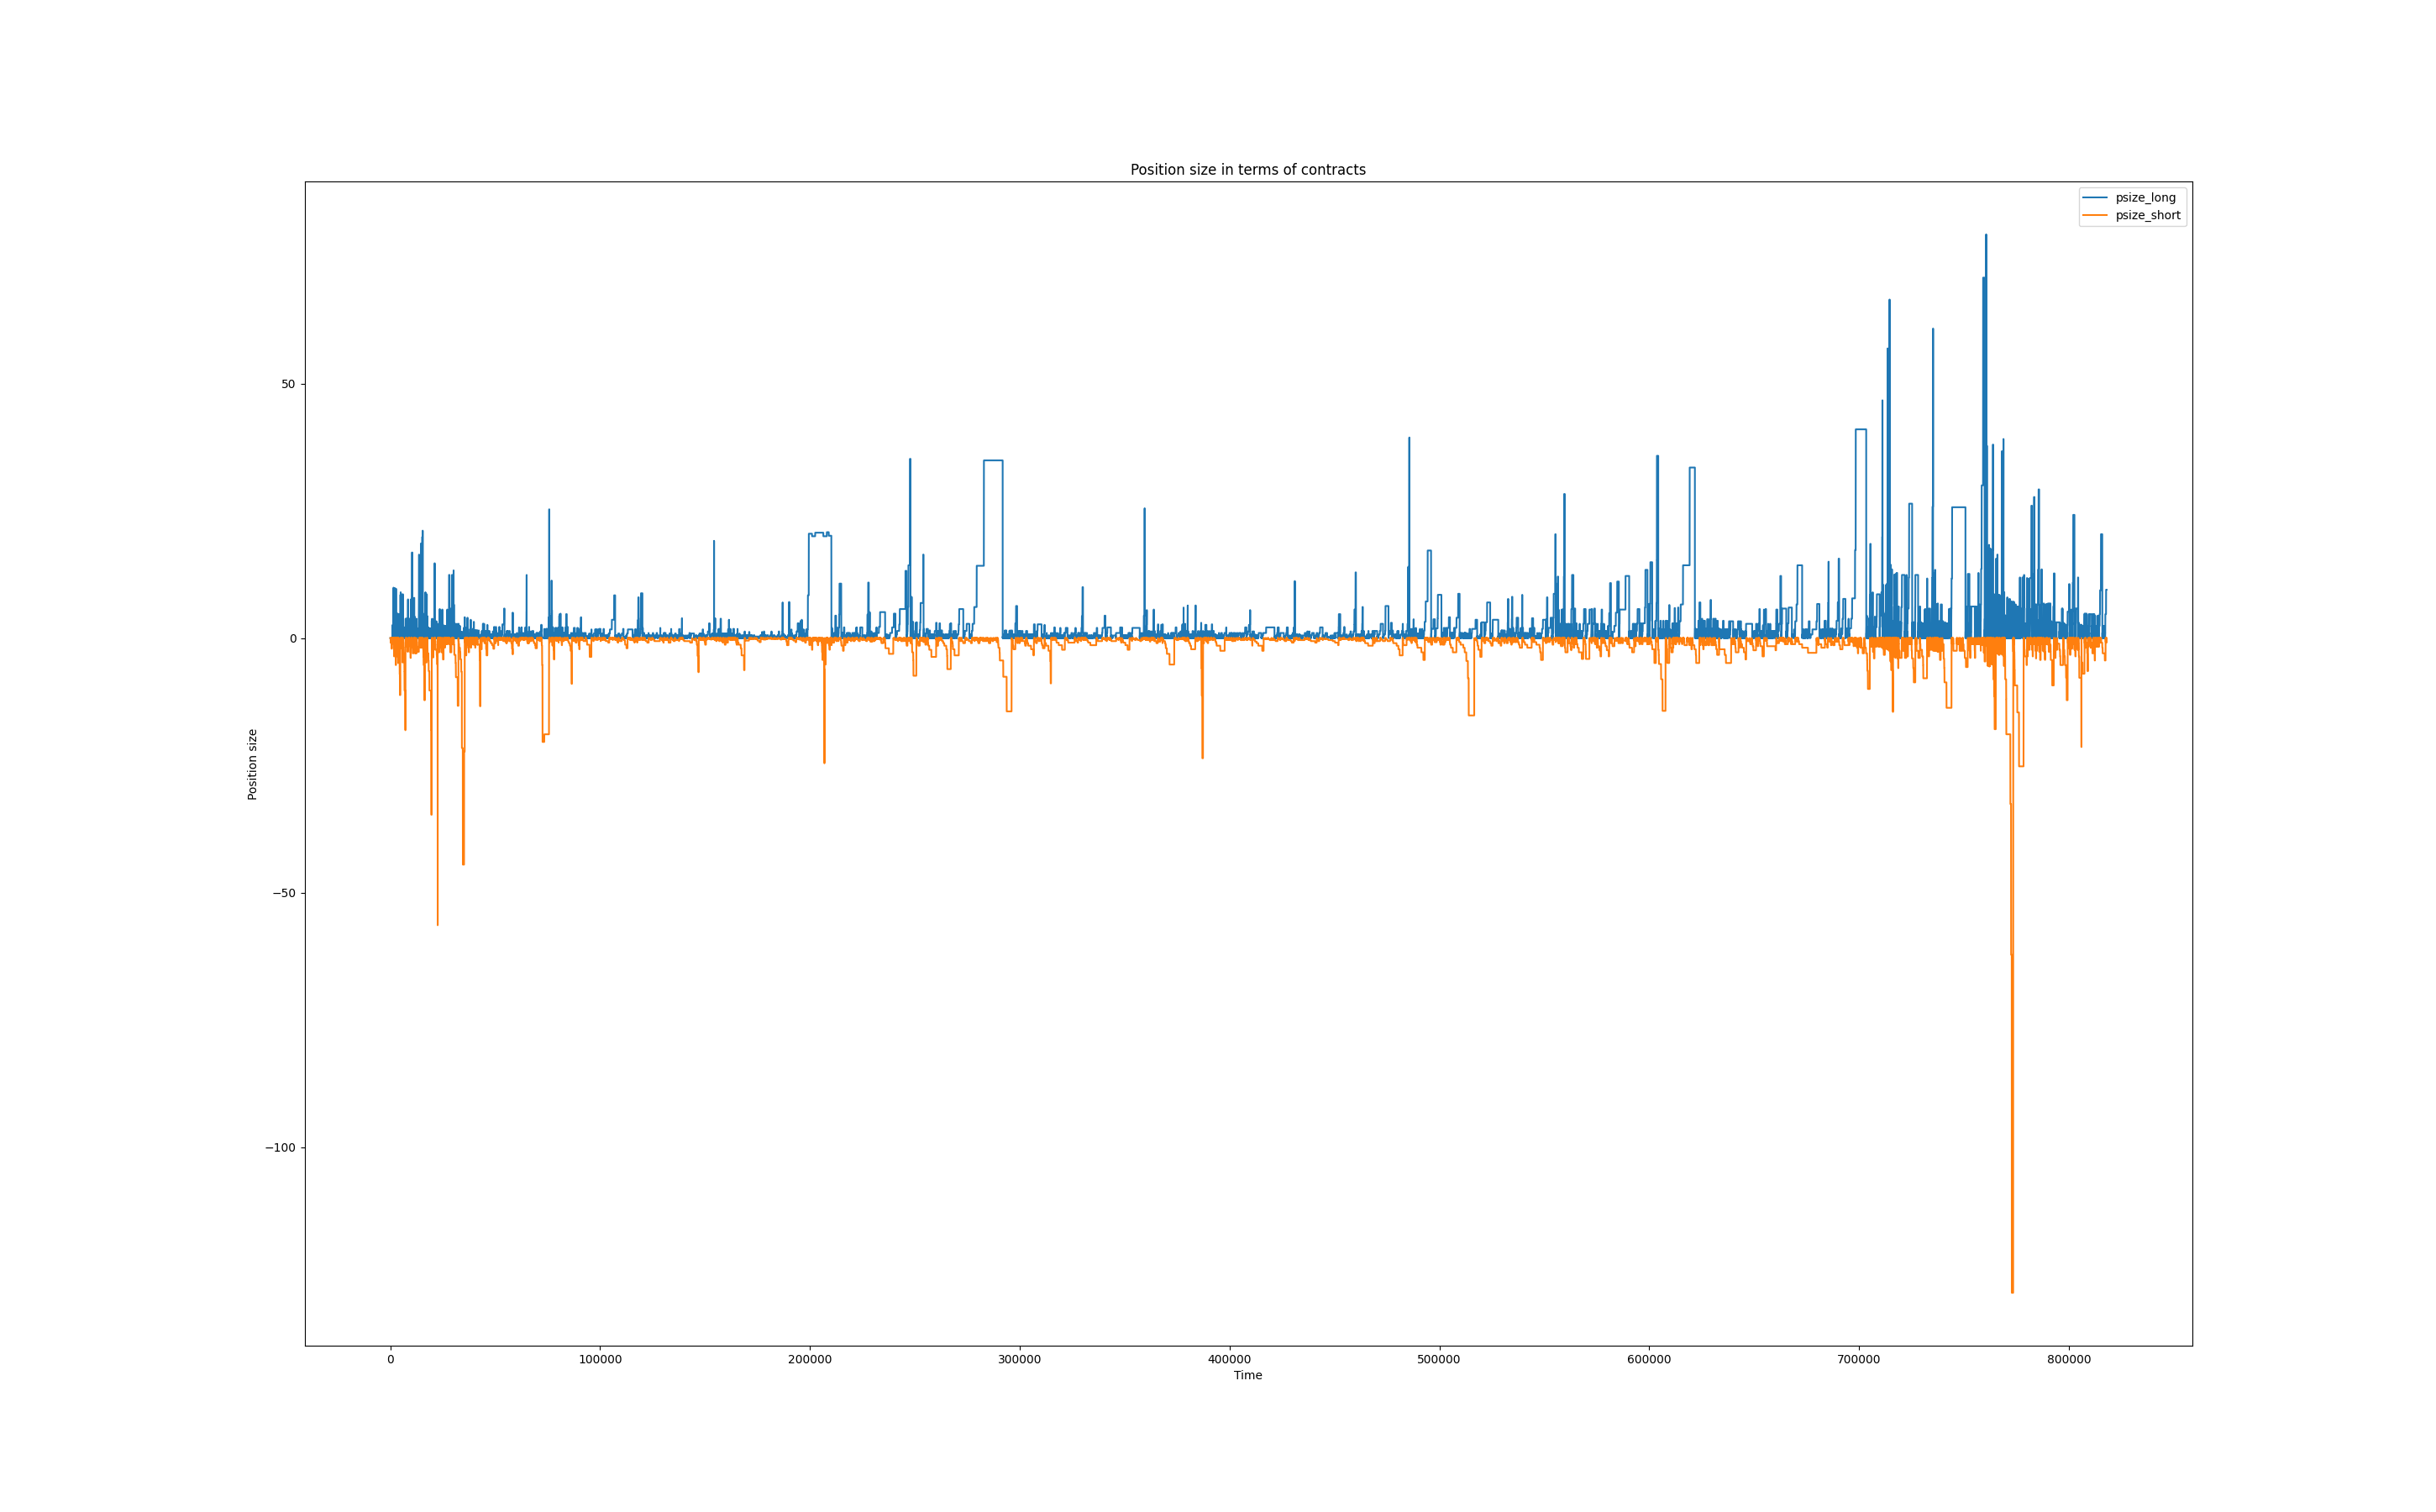 Position size in terms of contracts
psize_long
psize_short
50
0
−50
−100
Position size
0 100000 200000 300000 400000 500000 600000 700000 800000
Time